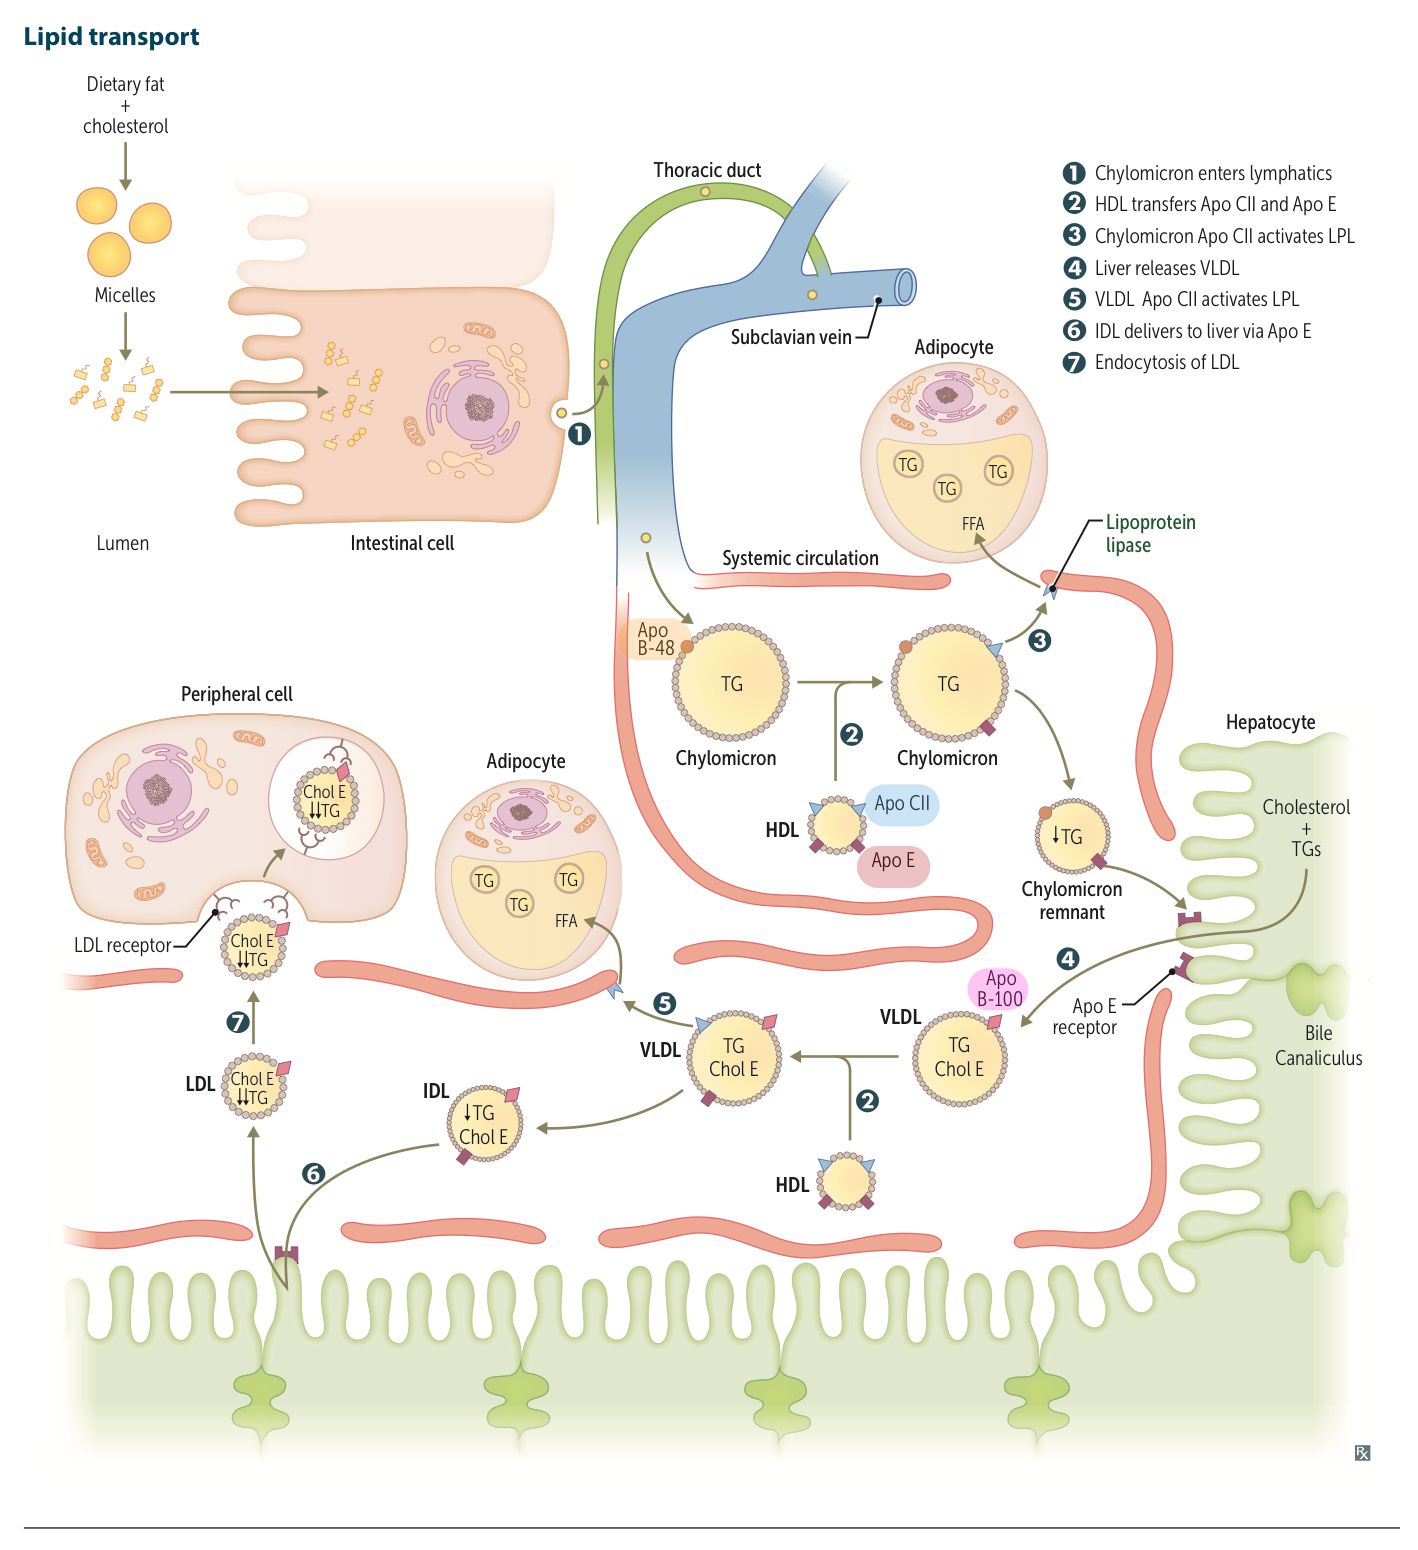 Lipid transport
Dietary fat
+
cholesterol
Micelles
Lumen
Intestinal cell
1
Thoracic duct
Subclavian vein
1 Chylomicron enters lymphatics
2 HDL transfers Apo CII and Apo E
3 Chylomicron Apo CII activates LPL
4 Liver releases VLDL
5 VLDL Apo CII activates LPL
6 IDL delivers to liver via Apo E
7 Endocytosis of LDL
Adipocyte
TG
TG
TG
FFA
Lipoprotein
lipase
Systemic circulation
3
Apo
B-48
TG
Chylomicron
2
TG
Chylomicron
HDL
Apo CII
Apo E
↓TG
Chylomicron
remnant
Hepatocyte
Cholesterol
+
TGs
Peripheral cell
Chol E
↓↓TG
LDL receptor
Chol E
↓↓TG
Adipocyte
TG
TG
TG
FFA
4
Apo
B-100
Apo E
receptor
Bile
Canaliculus
7
5
VLDL
TG
Chol E
VLDL
TG
Chol E
2
HDL
LDL
Chol E
↓↓TG
IDL
↓TG
Chol E
6
Rx